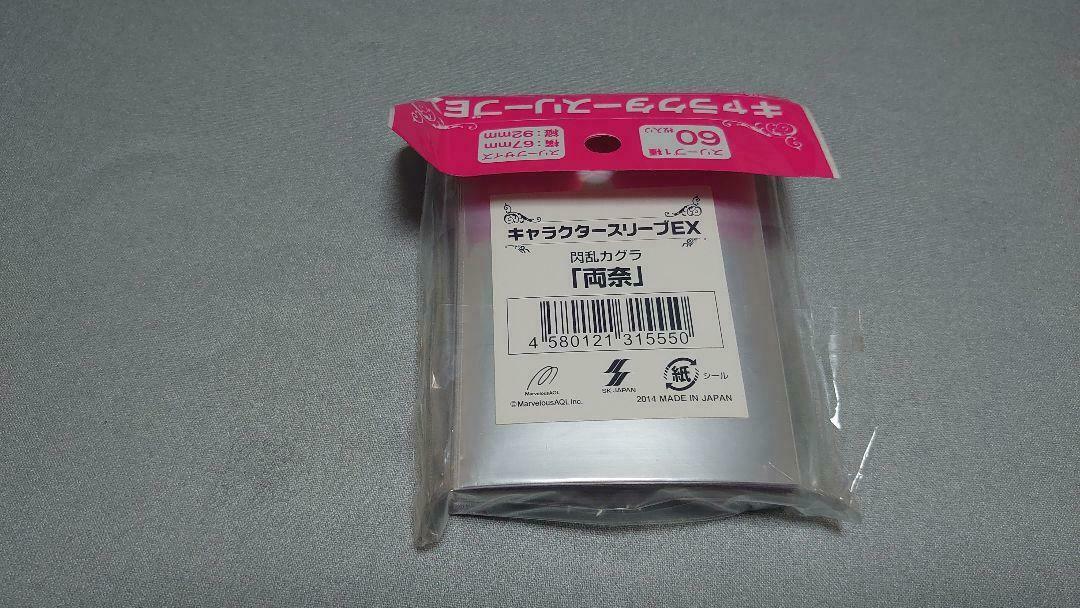 キャラクタースリーブE
スリーブ1種
60枚入り
スリーブサイズ
横:67mm
縦:92mm
キャラクタースリーブEX
閃乱カグラ
「両奈」
4 580121 315550
MarvelousAQL
SK JAPAN
紙
シール
©MarvelousAQL Inc.
2014 MADE IN JAPAN